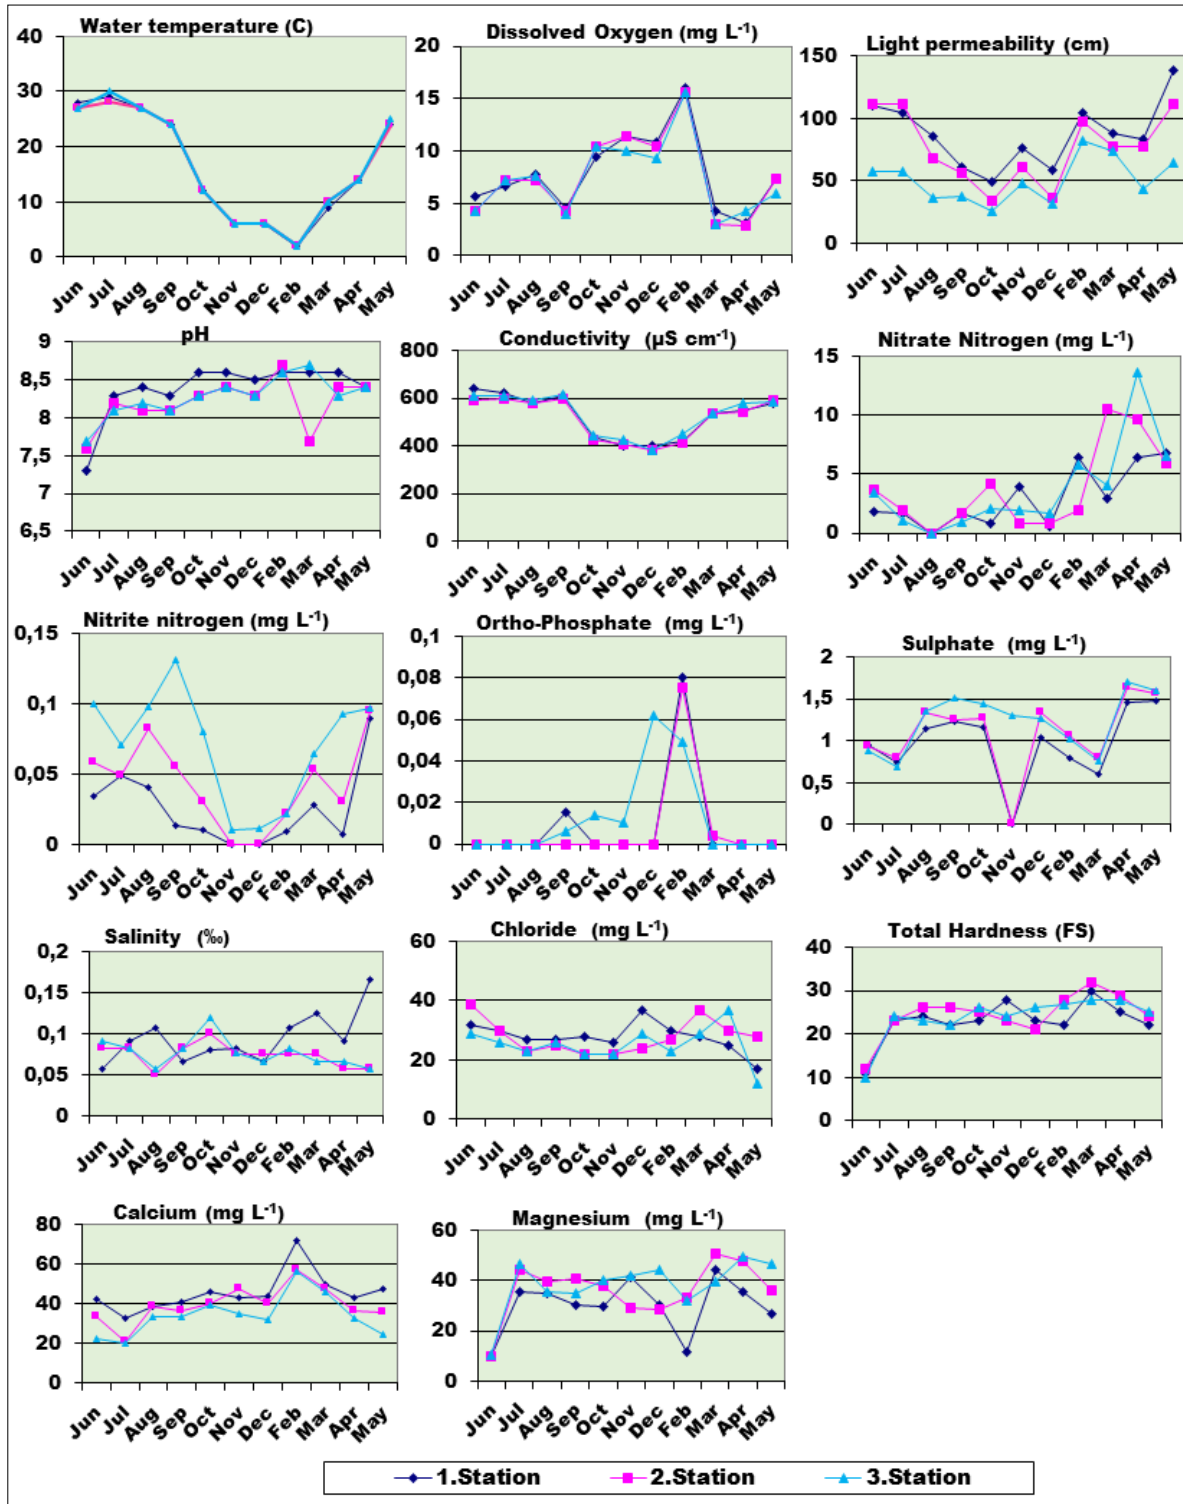 Water temperature (C)
40
30
20
10
0
Jun Jul Aug Sep Oct Nov Dec Feb Mar Apr May
Dissolved Oxygen (mg L-1)
20
15
10
5
0
Jun Jul Aug Sep Oct Nov Dec Feb Mar Apr May
Light permeability (cm)
150
100
50
0
Jun Jul Aug Sep Oct Nov Dec Feb Mar Apr May
pH
9
8,5
8
7,5
7
6,5
Jun Jul Aug Sep Oct Nov Dec Feb Mar Apr May
Conductivity (µS cm-1)
800
600
400
200
0
Jun Jul Aug Sep Oct Nov Dec Feb Mar Apr May
Nitrate Nitrogen (mg L-1)
15
10
5
0
Jun Jul Aug Sep Oct Nov Dec Feb Mar Apr May
Nitrite nitrogen (mg L-1)
0,15
0,1
0,05
0
Jun Jul Aug Sep Oct Nov Dec Feb Mar Apr May
Ortho-Phosphate (mg L-1)
0,1
0,08
0,06
0,04
0,02
0
Jun Jul Aug Sep Oct Nov Dec Feb Mar Apr May
Sulphate (mg L-1)
2
1,5
1
0,5
0
Jun Jul Aug Sep Oct Nov Dec Feb Mar Apr May
Salinity (‰)
0,2
0,15
0,1
0,05
0
Jun Jul Aug Sep Oct Nov Dec Feb Mar Apr May
Chloride (mg L-1)
60
40
20
0
Jun Jul Aug Sep Oct Nov Dec Feb Mar Apr May
Total Hardness (FS)
40
30
20
10
0
Jun Jul Aug Sep Oct Nov Dec Feb Mar Apr May
Calcium (mg L-1)
80
60
40
20
0
Jun Jul Aug Sep Oct Nov Dec Feb Mar Apr May
Magnesium (mg L-1)
60
40
20
0
Jun Jul Aug Sep Oct Nov Dec Feb Mar Apr May
1.Station 2.Station 3.Station